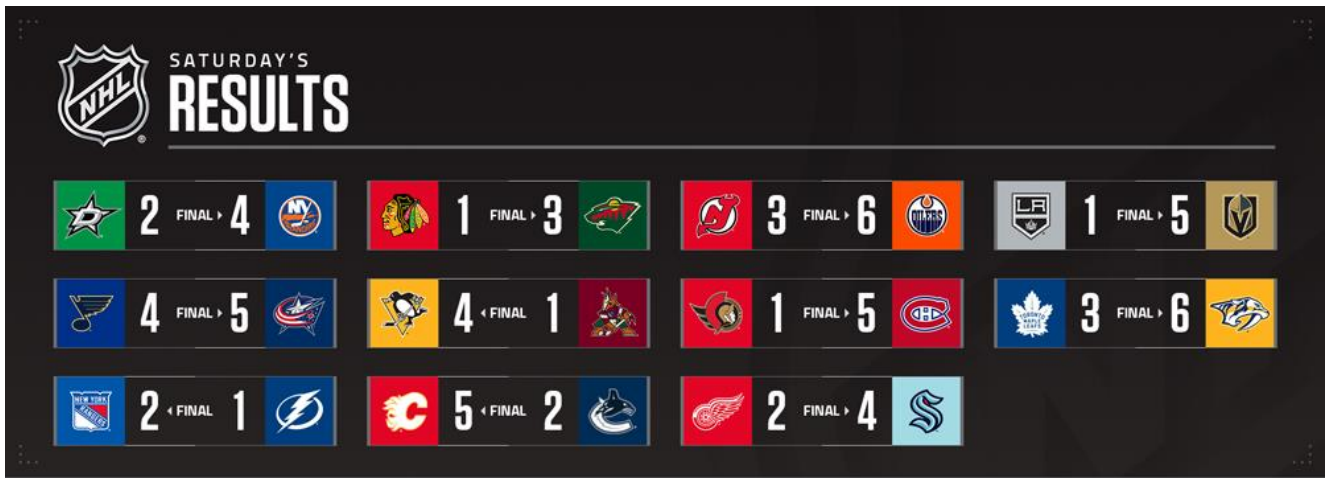 NHL
®
SATURDAY'S
RESULTS
2 FINAL 4 NY
1 FINAL 3
3 FINAL 6 OILERS
LA 1 FINAL 5
4 FINAL 5
4 FINAL 1
1 FINAL 5
TORONTO MAPLE LEAFS 3 FINAL 6
NEW YORK RANGERS 2 FINAL 1
5 FINAL 2
2 FINAL 4